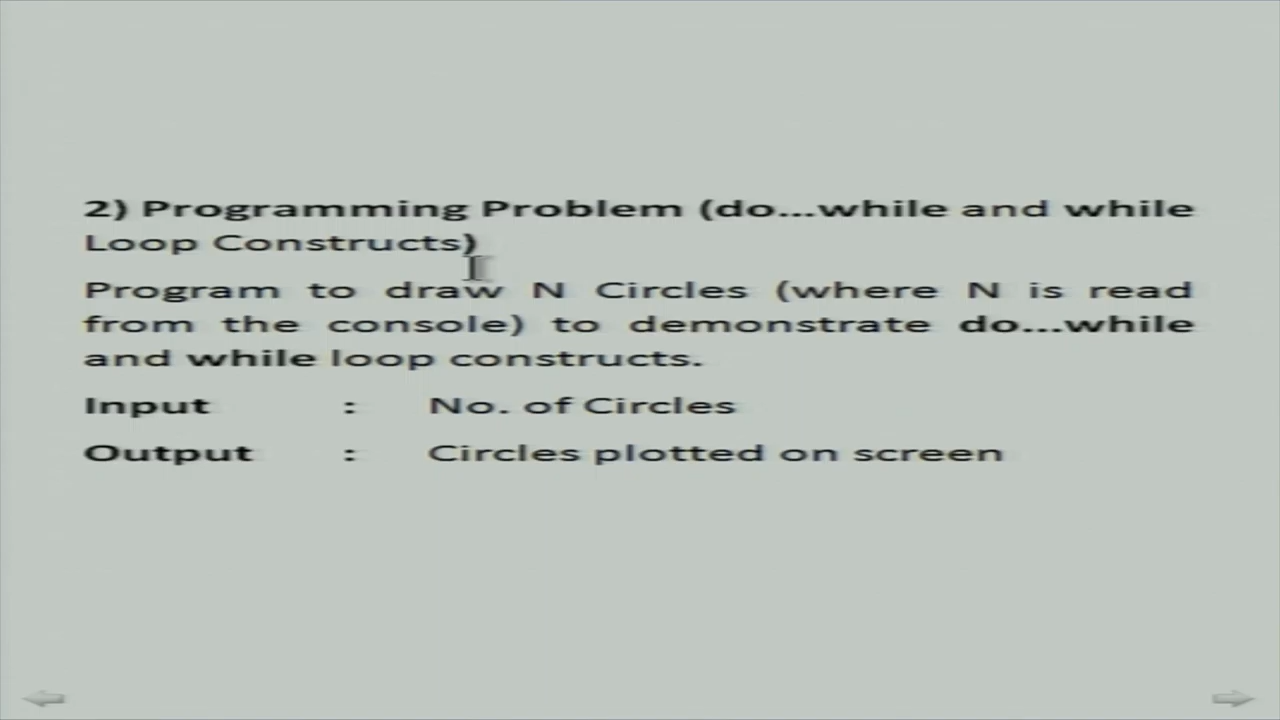 2) Programming Problem (do...while and while
Loop Constructs)
Program to draw N Circles (where N is read
from the console) to demonstrate do...while
and while loop constructs.
Input : No. of Circles
Output : Circles plotted on screen